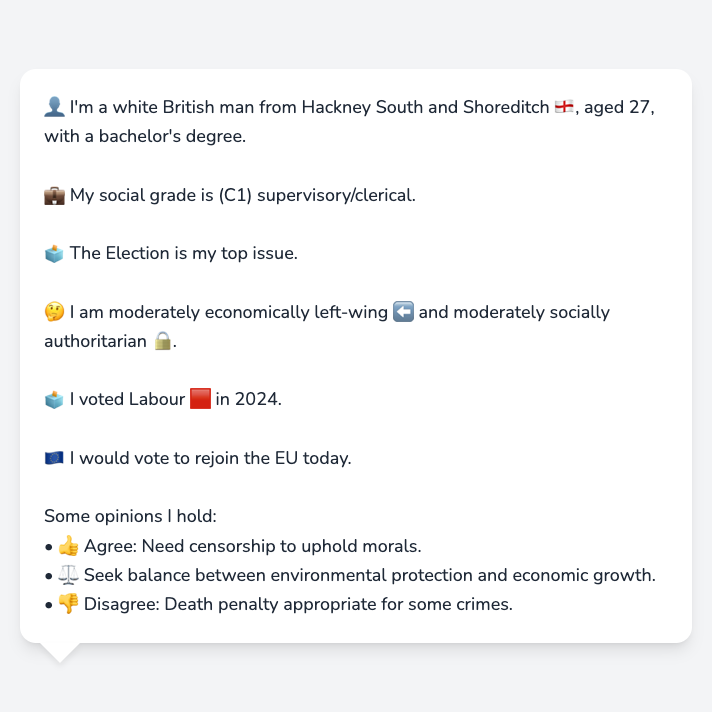 👤 I'm a white British man from Hackney South and Shoreditch 🏴󠁧󠁢󠁥󠁮󠁧󠁿, aged 27,
with a bachelor's degree.
💼 My social grade is (C1) supervisory/clerical.
🗳️ The Election is my top issue.
🤔 I am moderately economically left-wing ⬅️ and moderately socially
authoritarian 🔒.
🗳️ I voted Labour 🟥 in 2024.
🇪🇺 I would vote to rejoin the EU today.
Some opinions I hold:
• 👍 Agree: Need censorship to uphold morals.
• ⚖️ Seek balance between environmental protection and economic growth.
• 👎 Disagree: Death penalty appropriate for some crimes.